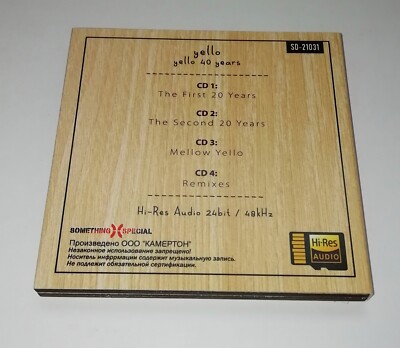 SD-21031
yello
yello 40 years
CD 1:
The First 20 Years
CD 2:
The Second 20 Years
CD 3:
Mellow Yello
CD 4:
Remixes
Hi-Res Audio 24bit / 48kHz
SOMETHING X SPECIAL
Произведено ООО "КАМЕРТОН"
Незаконное использование запрещено!
Носитель информации содержит музыкальную запись.
Не подлежит обязательной сертификации.
Hi-Res
AUDIO